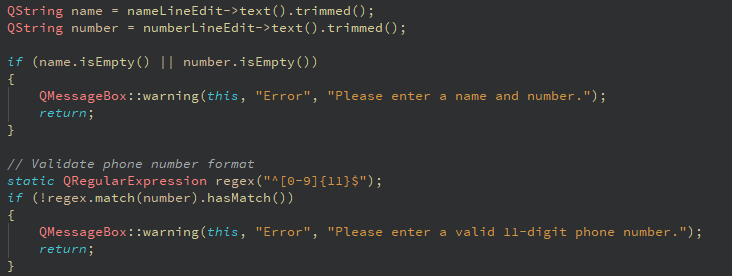 QString name = nameLineEdit->text().trimmed();
QString number = numberLineEdit->text().trimmed();

if (name.isEmpty() || number.isEmpty())
{
    QMessageBox::warning(this, "Error", "Please enter a name and number.");
    return;
}

// Validate phone number format
static QRegularExpression regex("^[0-9]{11}$");
if (!regex.match(number).hasMatch())
{
    QMessageBox::warning(this, "Error", "Please enter a valid 11-digit phone number.");
    return;
}